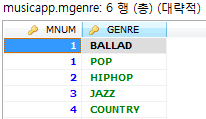 musicapp.mgenre: 6 행 (총) (대략적)
MNUM GENRE
1 BALLAD
1 POP
2 HIPHOP
3 JAZZ
4 COUNTRY